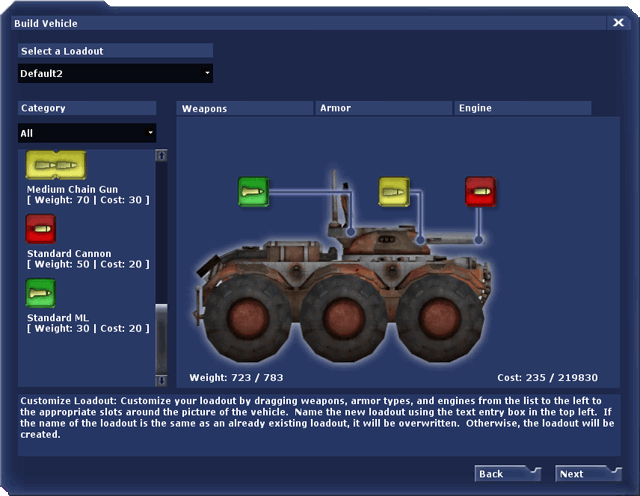 Build Vehicle
Select a Loadout
Default2
Category
All
Weapons
Armor
Engine
Medium Chain Gun
[ Weight: 70 | Cost: 30 ]
Standard Cannon
[ Weight: 50 | Cost: 20 ]
Standard ML
[ Weight: 30 | Cost: 20 ]
Weight: 723 / 783
Cost: 235 / 219830
Customize Loadout: Customize your loadout by dragging weapons, armor types, and engines from the list to the left to
the appropriate slots around the picture of the vehicle.  Name the new loadout using the text entry box in the top left.  If
the name of the loadout is the same as an already existing loadout, it will be overwritten.  Otherwise, the loadout will be
created.
Back
Next